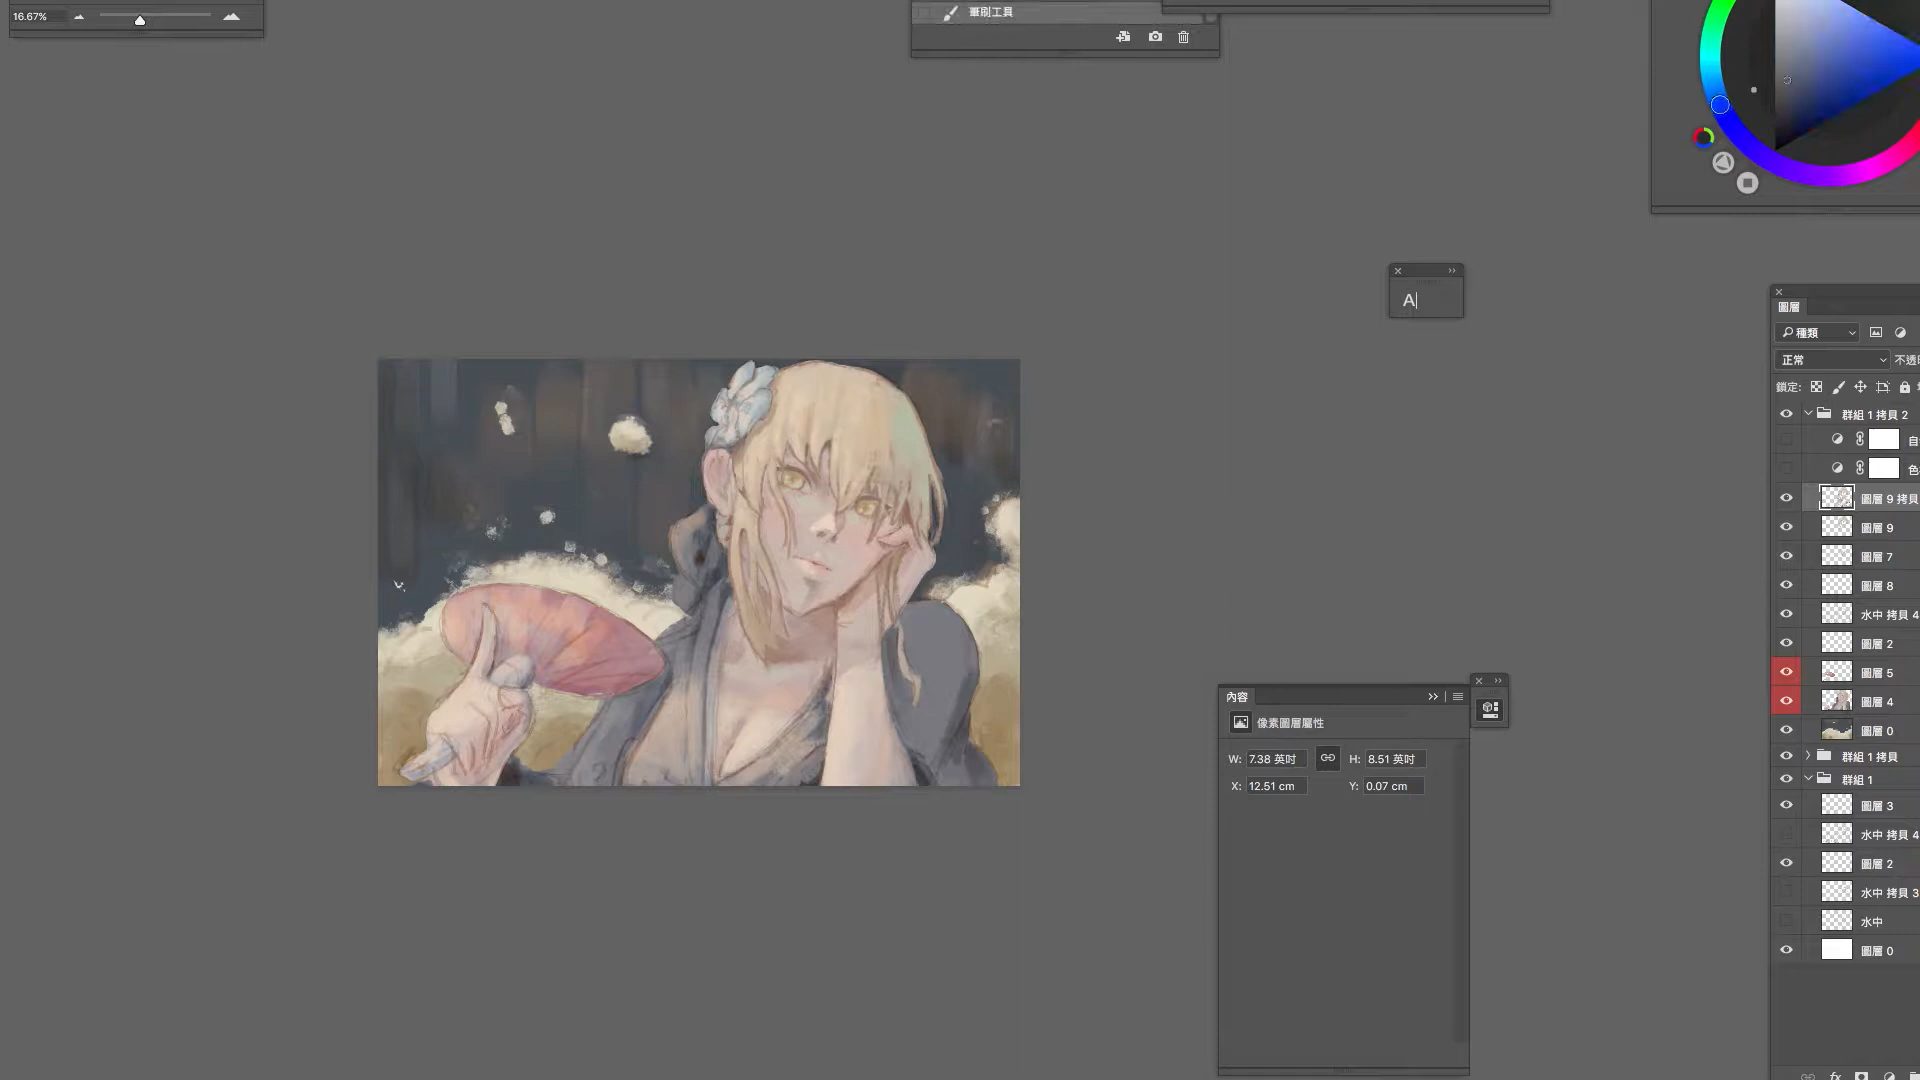 16.67%
筆刷工具
A
圖層
種類
正常
不透明
鎖定:
群組 1 拷貝 2
自
色
圖層 9 拷貝
圖層 9
圖層 7
圖層 8
水中 拷貝 4
圖層 2
圖層 5
圖層 4
圖層 0
群組 1 拷貝
群組 1
圖層 3
水中 拷貝 4
圖層 2
水中 拷貝 3
水中
圖層 0
fx
內容
像素圖層屬性
W: 7.38 英吋 H: 8.51 英吋
X: 12.51 cm Y: 0.07 cm